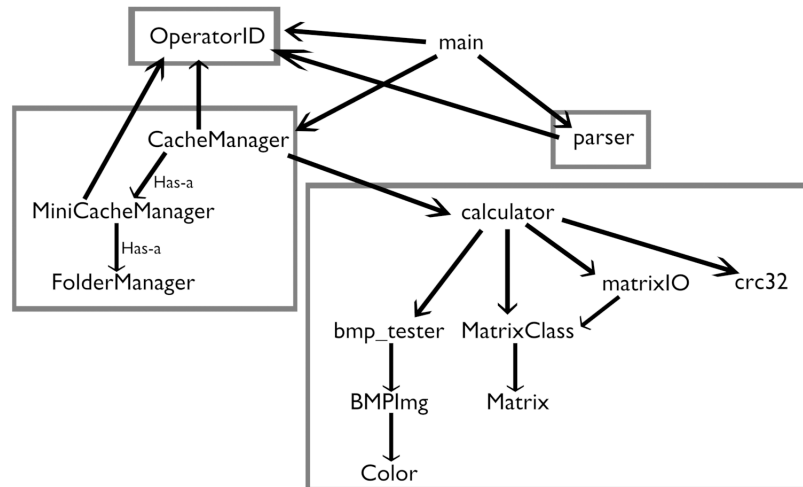 OperatorID
main
CacheManager
parser
Has-a
MiniCacheManager
calculator
Has-a
FolderManager
matrixIO
crc32
bmp_tester
MatrixClass
BMPImg
Matrix
Color